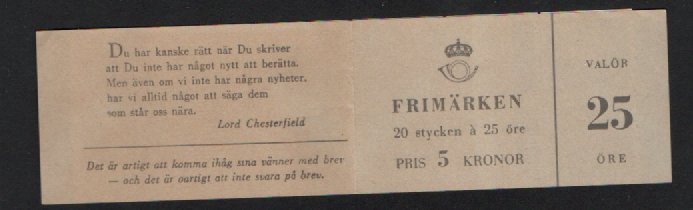 Du har kanske rätt när Du skriver
att Du inte har något nytt att berätta.
Men även om vi inte har några nyheter,
har vi alltid något att säga dem
som står oss nära.
Lord Chesterfield
Det är artigt att komma ihåg sina vänner med brev
— och det är oartigt att inte svara på brev.
FRIMÄRKEN
20 stycken à 25 öre
PRIS 5 KRONOR
VALÖR
25
ÖRE